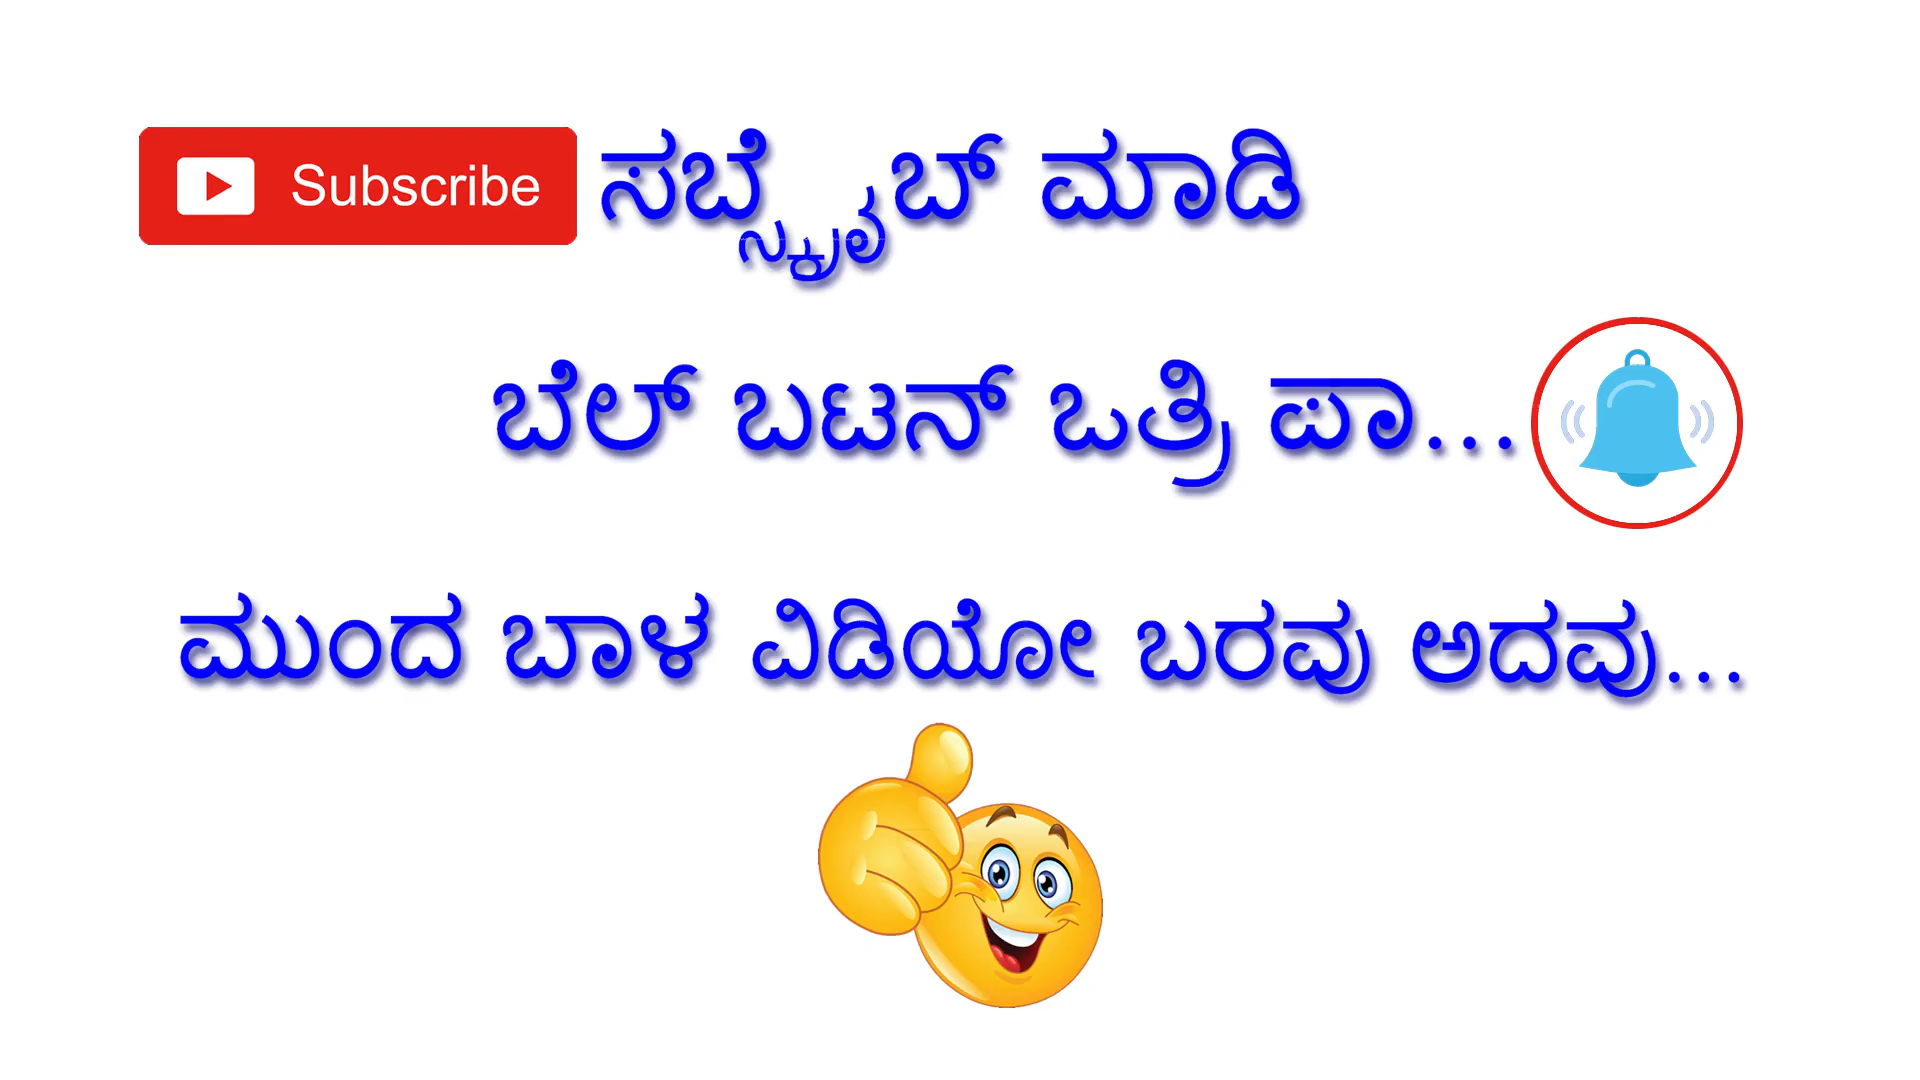 Subscribe ಸಬ್ಸ್ಕ್ರೈಬ್ ಮಾಡಿ
ಬೆಲ್ ಬಟನ್ ಒತ್ರಿ ಪಾ...
ಮುಂದ ಬಾಳ ವಿಡಿಯೋ ಬರವು ಅದವು...